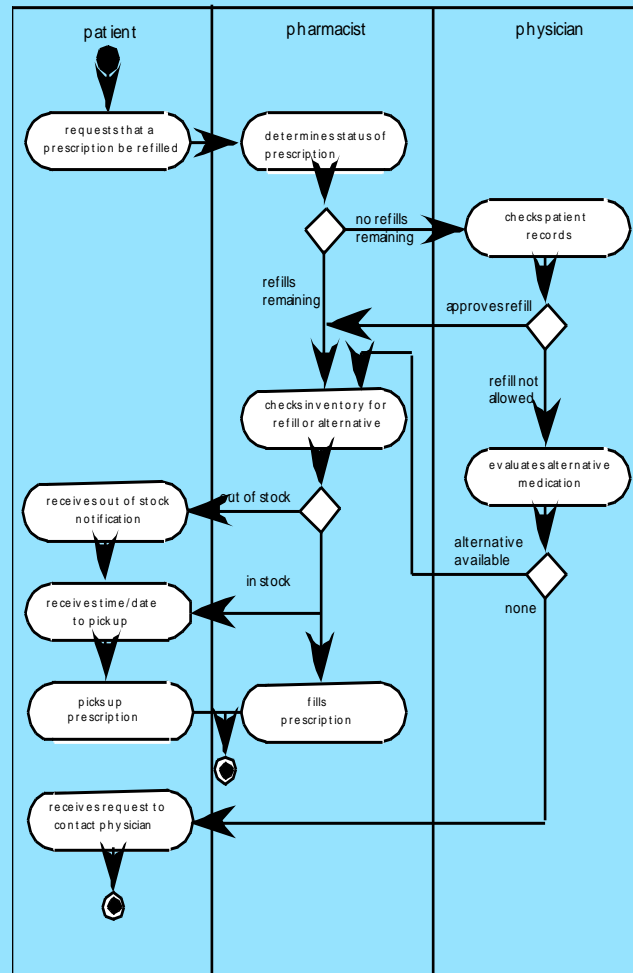 patient
pharmacist
physician
requests that a
prescription be refilled
determines status of
prescription
no refills
remaining
checks patient
records
refills
remaining
approves refill
refill not
allowed
checks inventory for
refill or alternative
evaluates alternative
medication
receives out of stock
notification
out of stock
alternative
available
in stock
receives time/date
to pickup
none
picks up
prescription
fills
prescription
receives request to
contact physician